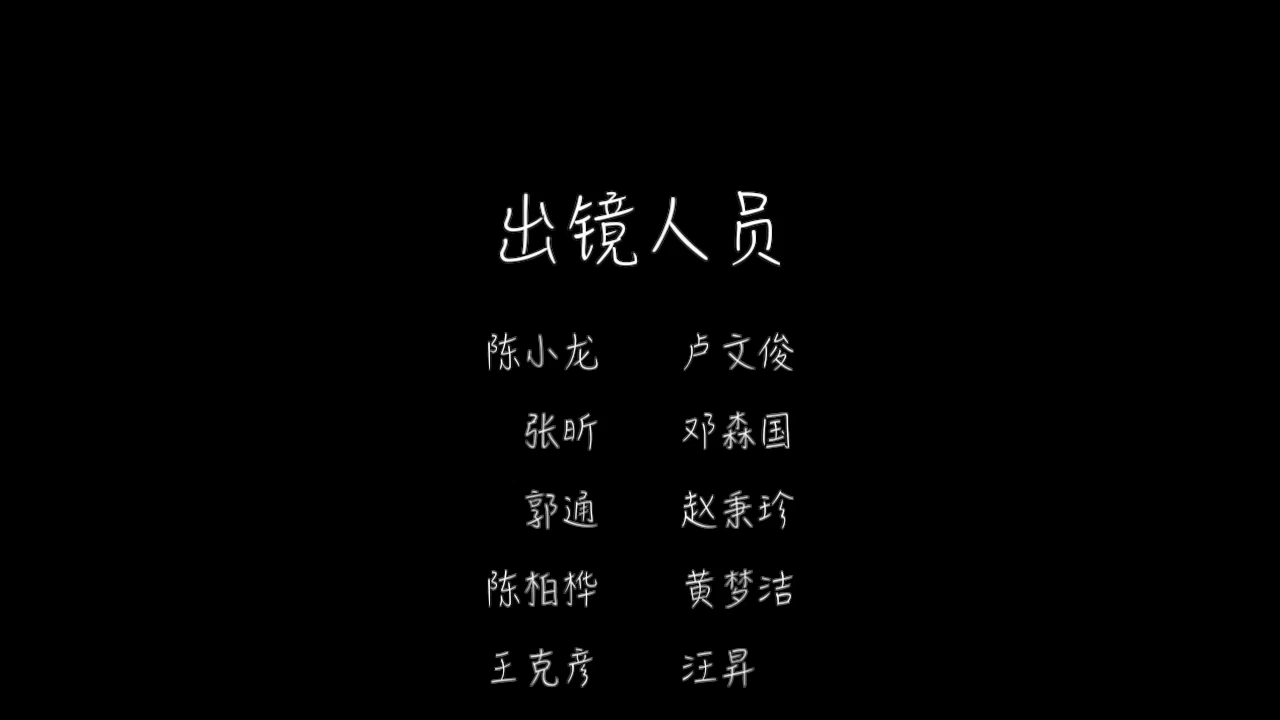 出镜人员
陈小龙 卢文俊
张昕 邓森国
郭通 赵秉珍
陈柏桦 黄梦洁
王克彦 汪昇